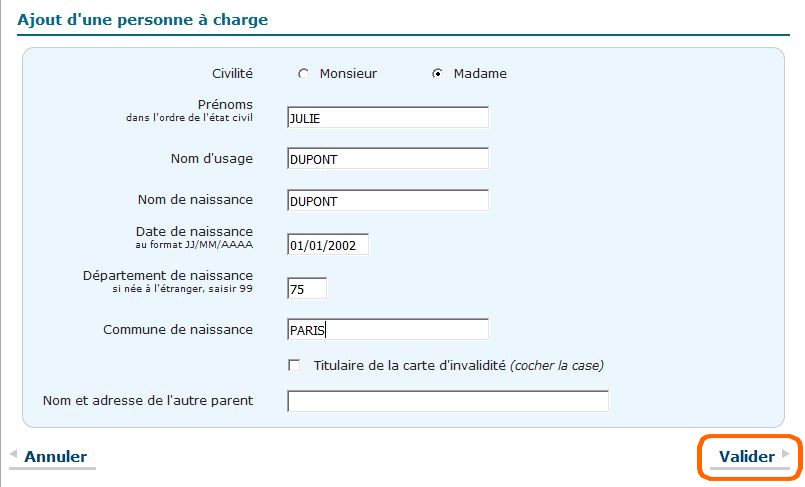 Ajout d'une personne à charge
Civilité Monsieur Madame
Prénoms
dans l'ordre de l'état civil
JULIE
Nom d'usage DUPONT
Nom de naissance DUPONT
Date de naissance
au format JJ/MM/AAAA
01/01/2002
Département de naissance
si née à l'étranger, saisir 99
75
Commune de naissance PARIS
Titulaire de la carte d'invalidité (cocher la case)
Nom et adresse de l'autre parent
Annuler Valider